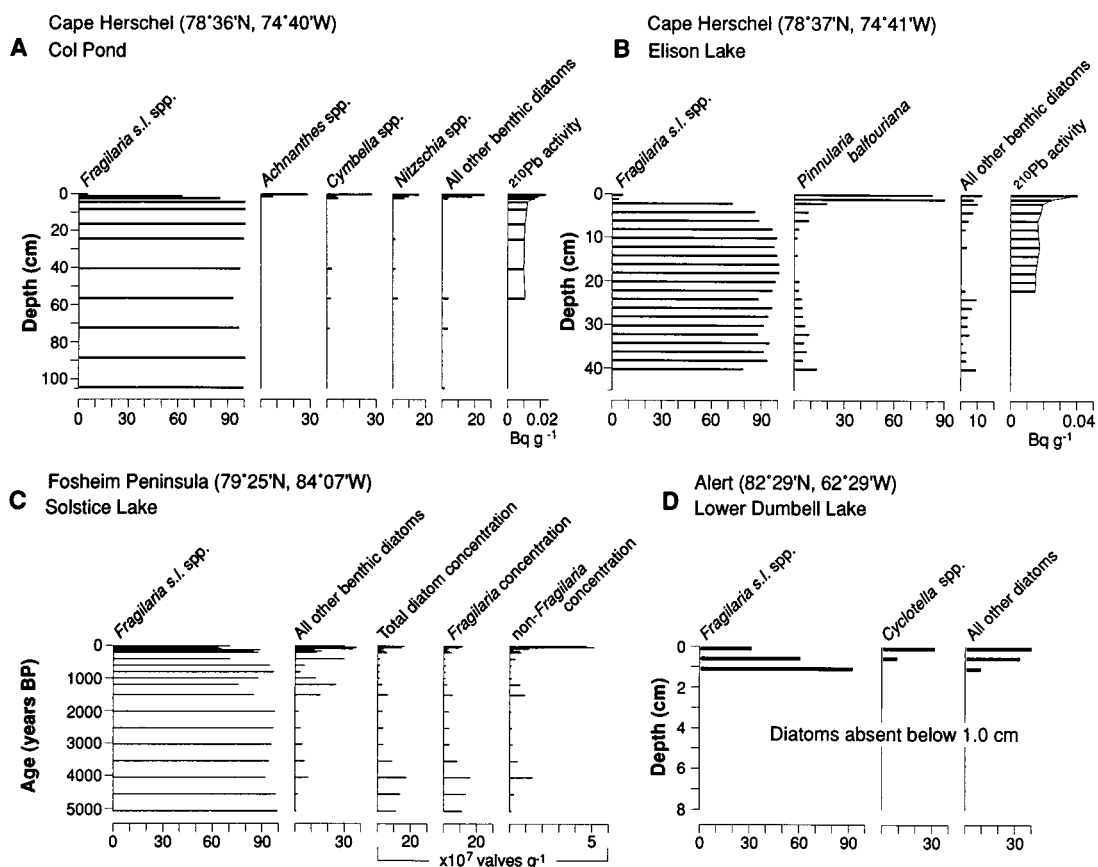 Cape Herschel (78°36'N, 74°40'W)
A Col Pond
Fragilaria s.l. spp.
Achnanthes spp.
Cymbella spp.
Nitzschia spp.
All other benthic diatoms
²¹⁰Pb activity
Depth (cm)
0
20
40
60
80
100
0 30 60 90
30
30
20
20
0 0.02
Bq g⁻¹
Cape Herschel (78°37'N, 74°41'W)
B Elison Lake
Fragilaria s.l. spp.
Pinnularia balfouriana
All other benthic diatoms
²¹⁰Pb activity
Depth (cm)
0
10
20
30
40
0 30 60 90
0 30 60 90
10
0 0.04
Bq g⁻¹
Fosheim Peninsula (79°25'N, 84°07'W)
C Solstice Lake
Fragilaria s.l. spp.
All other benthic diatoms
Total diatom concentration
Fragilaria concentration
non-Fragilaria
concentration
Age (years BP)
0
1000
2000
3000
4000
5000
0 30 60 90
30
20
20
5
x10⁷ valves g⁻¹
Alert (82°29'N, 62°29'W)
D Lower Dumbell Lake
Fragilaria s.l. spp.
Cyclotella spp.
All other diatoms
Depth (cm)
0
2
4
6
8
Diatoms absent below 1.0 cm
0 30 60 90
30
30